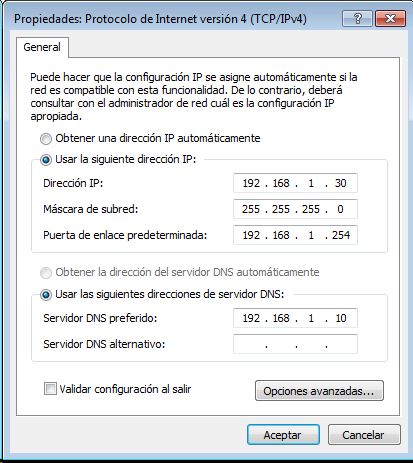 Propiedades: Protocolo de Internet versión 4 (TCP/IPv4)
General
Puede hacer que la configuración IP se asigne automáticamente si la
red es compatible con esta funcionalidad. De lo contrario, deberá
consultar con el administrador de red cuál es la configuración IP
apropiada.
Obtener una dirección IP automáticamente
Usar la siguiente dirección IP:
Dirección IP: 192 . 168 . 1 . 30
Máscara de subred: 255 . 255 . 255 . 0
Puerta de enlace predeterminada: 192 . 168 . 1 . 254
Obtener la dirección del servidor DNS automáticamente
Usar las siguientes direcciones de servidor DNS:
Servidor DNS preferido: 192 . 168 . 1 . 10
Servidor DNS alternativo: . . .
Validar configuración al salir
Opciones avanzadas...
Aceptar Cancelar